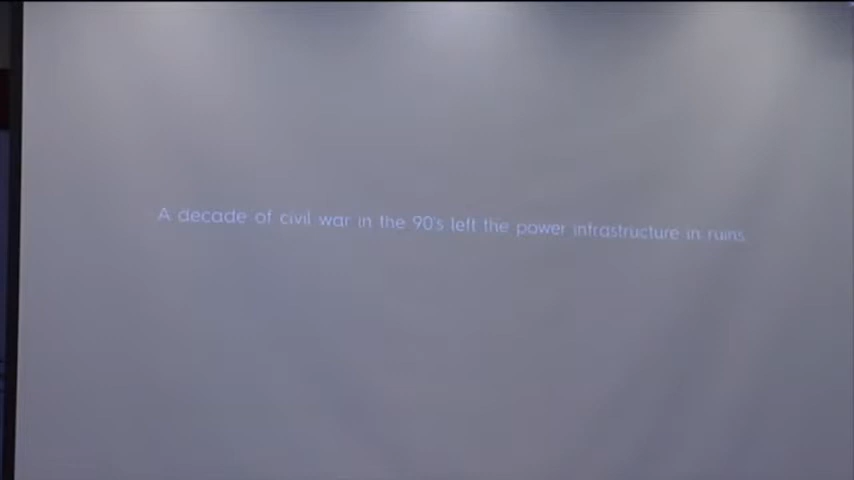 A decade of civil war in the 90's left the power infrastructure in ruins